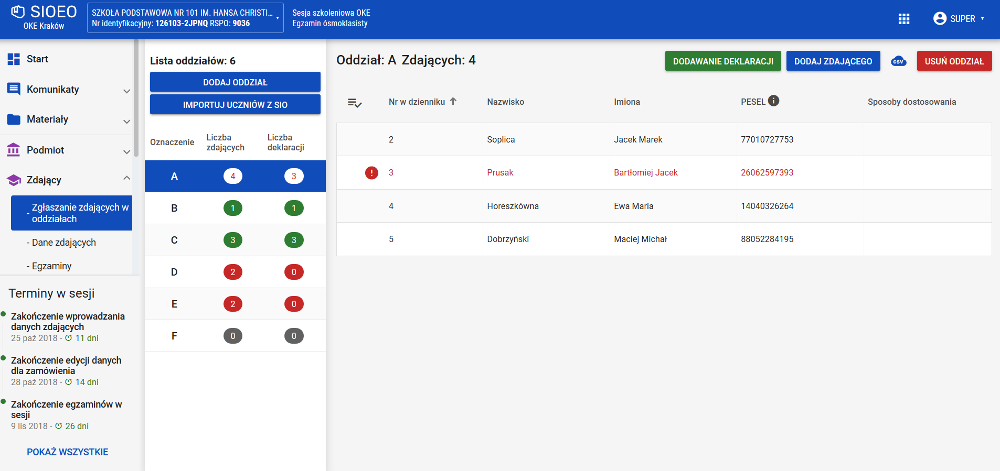 SIOEO
OKE Kraków
SZKOŁA PODSTAWOWA NR 101 IM. HANSA CHRISTI...
Nr identyfikacyjny: 126103-2JPNQ RSPO: 9036
Sesja szkoleniowa OKE
Egzamin ósmoklasisty
SUPER
Start
Komunikaty
Materiały
Podmiot
Zdający
- Zgłaszanie zdających w
oddziałach
- Dane zdających
- Egzaminy
Terminy w sesji
Zakończenie wprowadzania
danych zdających
25 paź 2018 - 11 dni
Zakończenie edycji danych
dla zamówienia
28 paź 2018 - 14 dni
Zakończenie egzaminów w
sesji
9 lis 2018 - 26 dni
POKAŻ WSZYSTKIE
Lista oddziałów: 6
DODAJ ODDZIAŁ
IMPORTUJ UCZNIÓW Z SIO
Oznaczenie Liczba zdających Liczba deklaracji
A 4 3
B 1 1
C 3 3
D 2 0
E 2 0
F 0 0
Oddział: A Zdających: 4
DODAWANIE DEKLARACJI
DODAJ ZDAJĄCEGO
CSV
USUŃ ODDZIAŁ
Nr w dzienniku Nazwisko Imiona PESEL Sposoby dostosowania
2 Soplica Jacek Marek 77010727753
3 Prusak Bartłomiej Jacek 26062597393
4 Horeszkówna Ewa Maria 14040326264
5 Dobrzyński Maciej Michał 88052284195